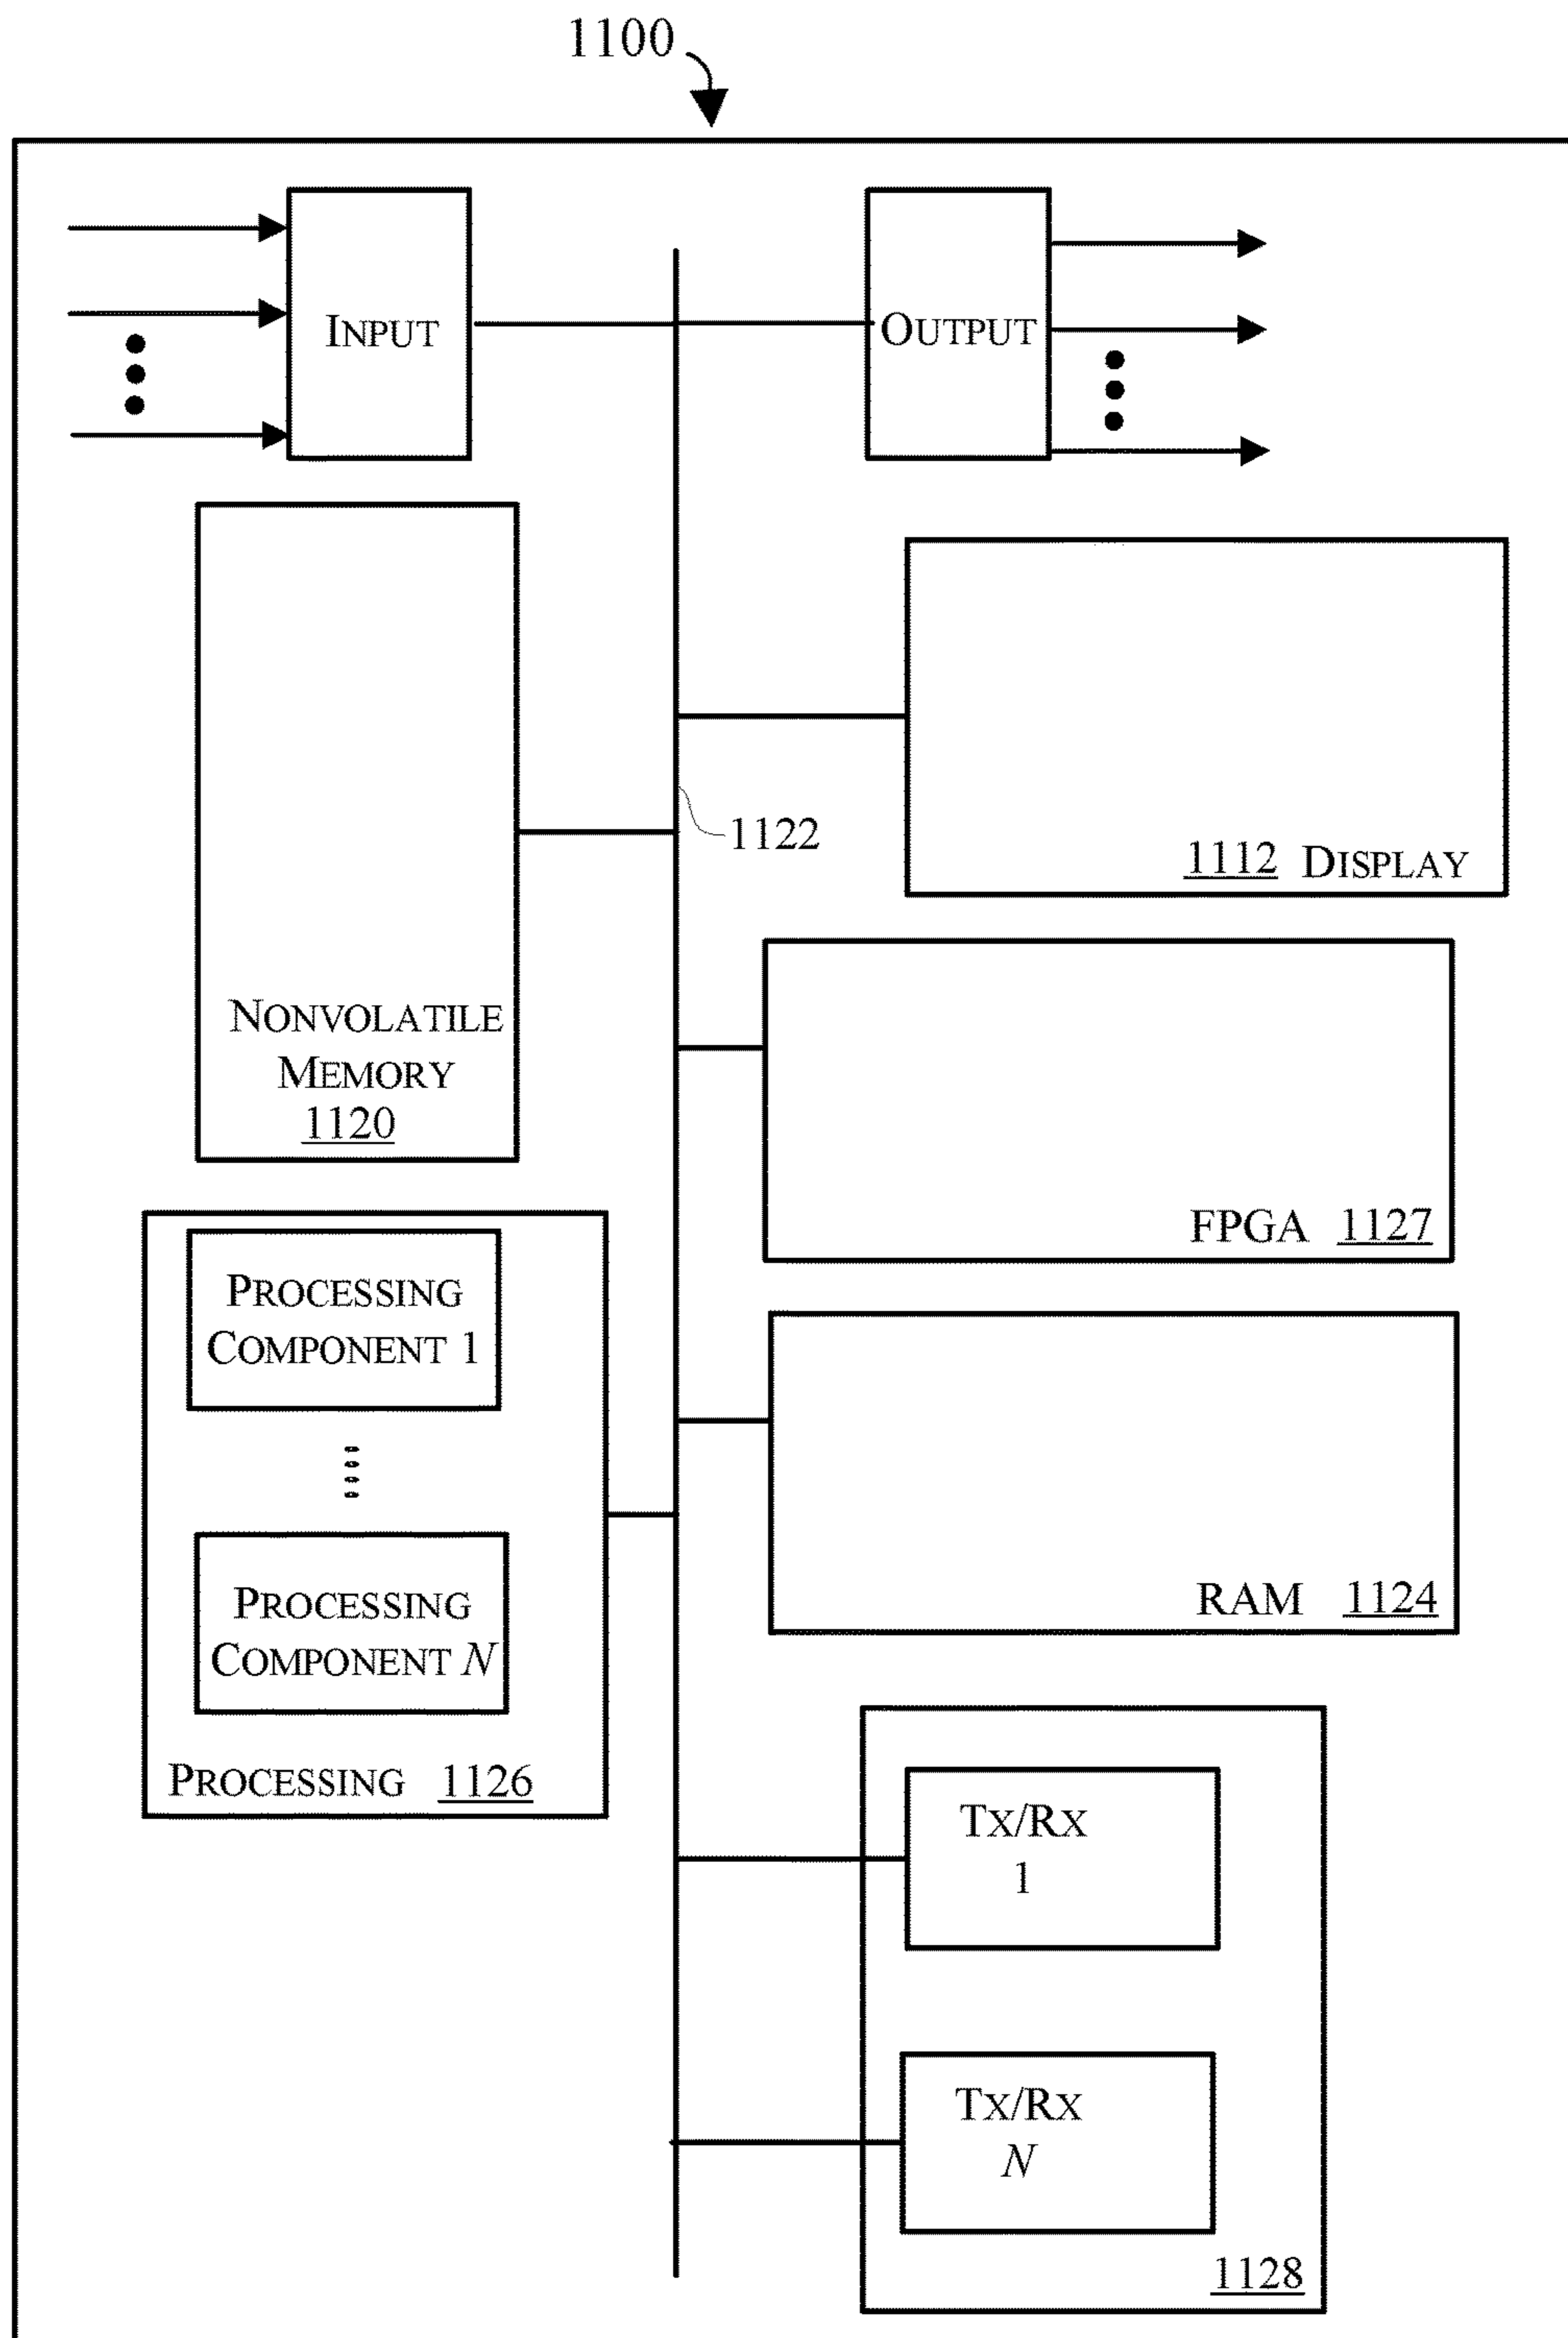 1100
INPUT
OUTPUT
1122
1112 DISPLAY
NONVOLATILE
MEMORY
1120
FPGA 1127
PROCESSING
COMPONENT 1
PROCESSING
COMPONENT N
PROCESSING 1126
RAM 1124
TX/RX
1
TX/RX
N
1128